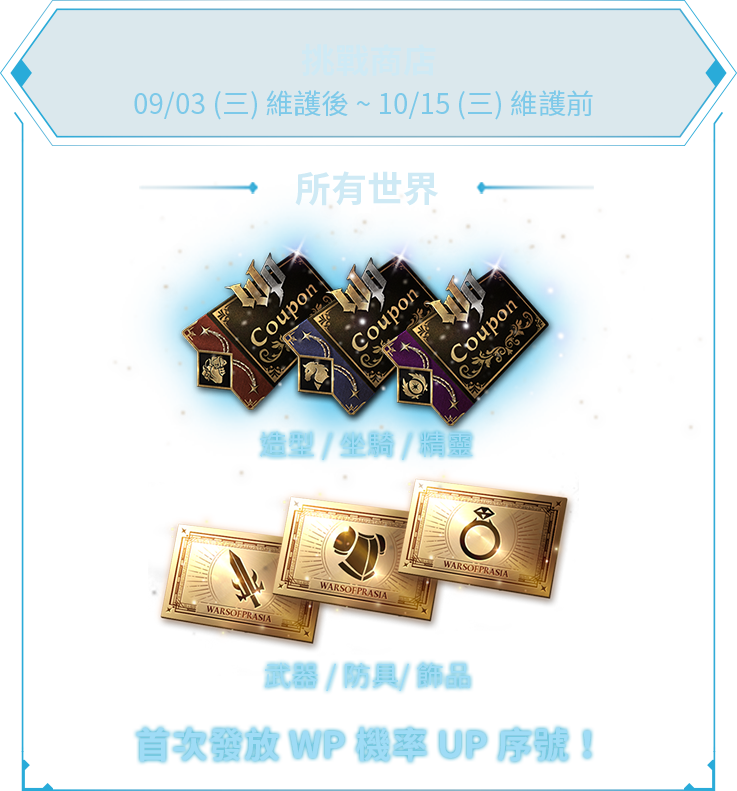 挑戰商店
09/03 (三) 維護後 ~ 10/15 (三) 維護前
所有世界
WP WP WP
Coupon Coupon Coupon
造型 / 坐騎 / 精靈
WARSOFPRASIA WARSOFPRASIA WARSOFPRASIA
武器 / 防具/ 飾品
首次發放 WP 機率 UP 序號！